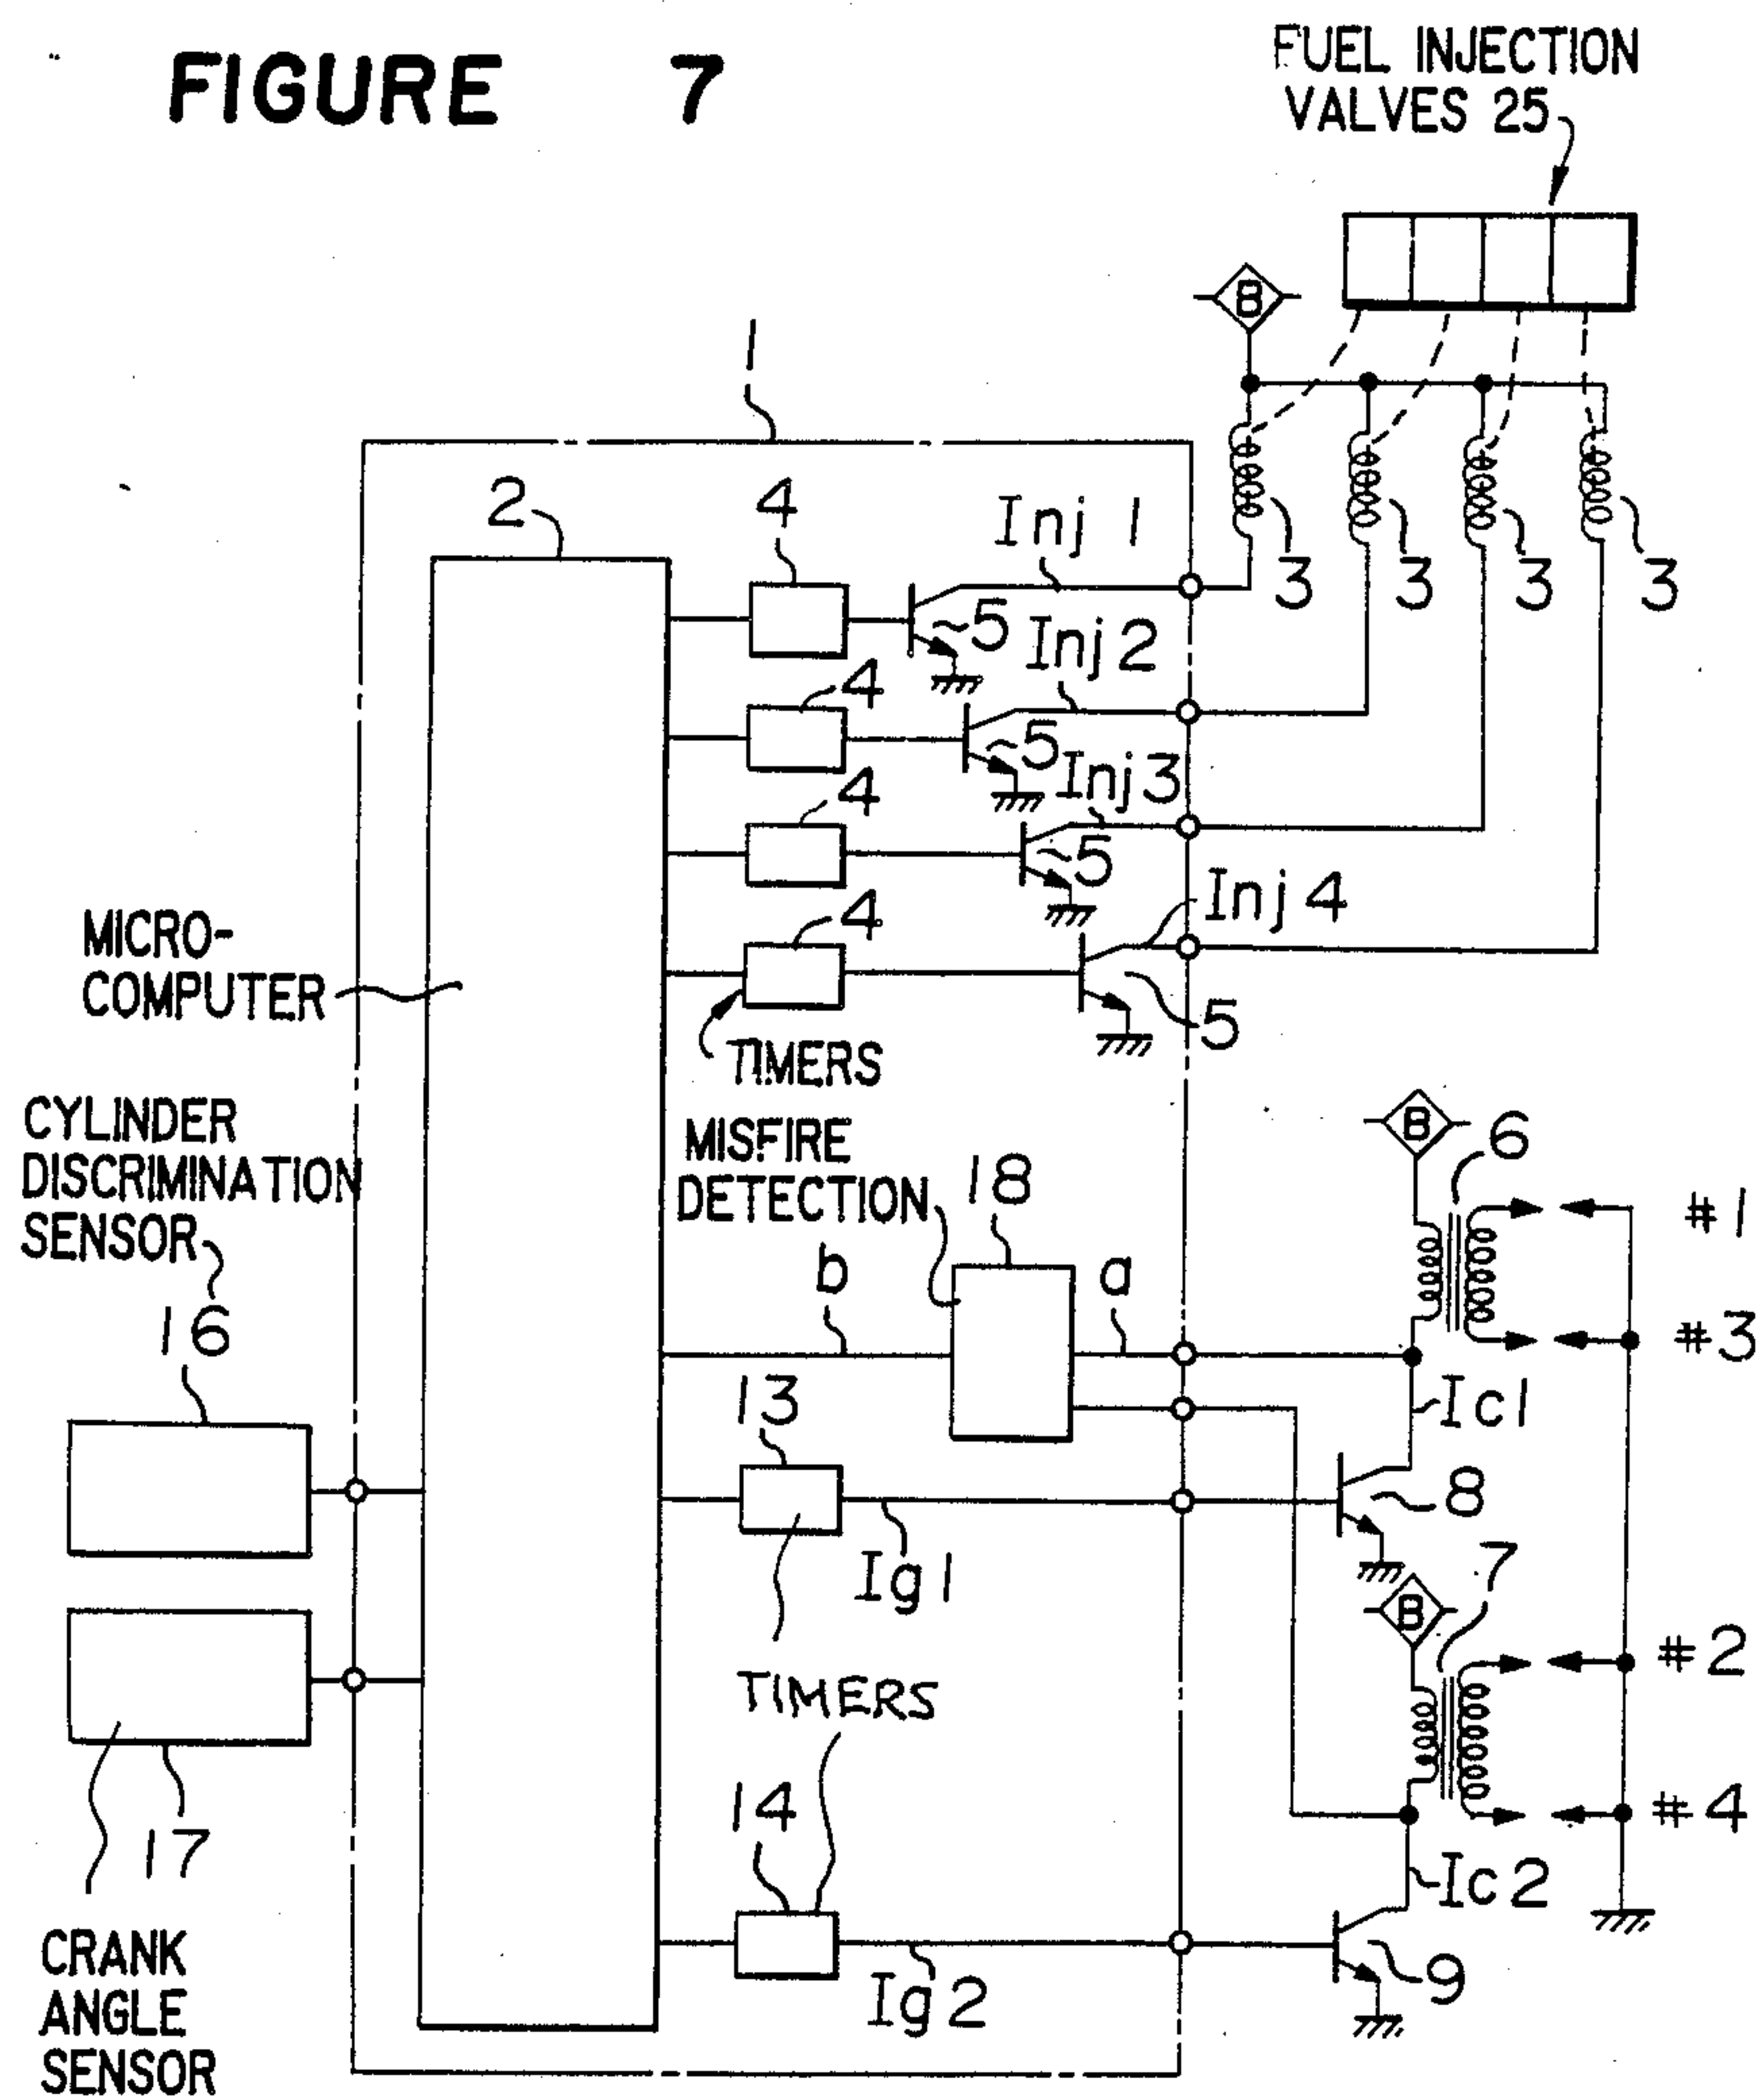 FIGURE 7
FUEL INJECTION
VALVES 25
B
1
2
4
Inj 1
3
3
3
3
5
Inj 2
4
5
Inj 3
4
5
Inj 4
4
5
MICRO-
COMPUTER
TIMERS
CYLINDER
DISCRIMINATION
SENSOR
MISFIRE
DETECTION
18
B
6
#1
b
a
16
#3
13
Ic1
8
Ig1
7
B
#2
TIMERS
17
14
#4
Ic2
CRANK
ANGLE
SENSOR
Ig2
9